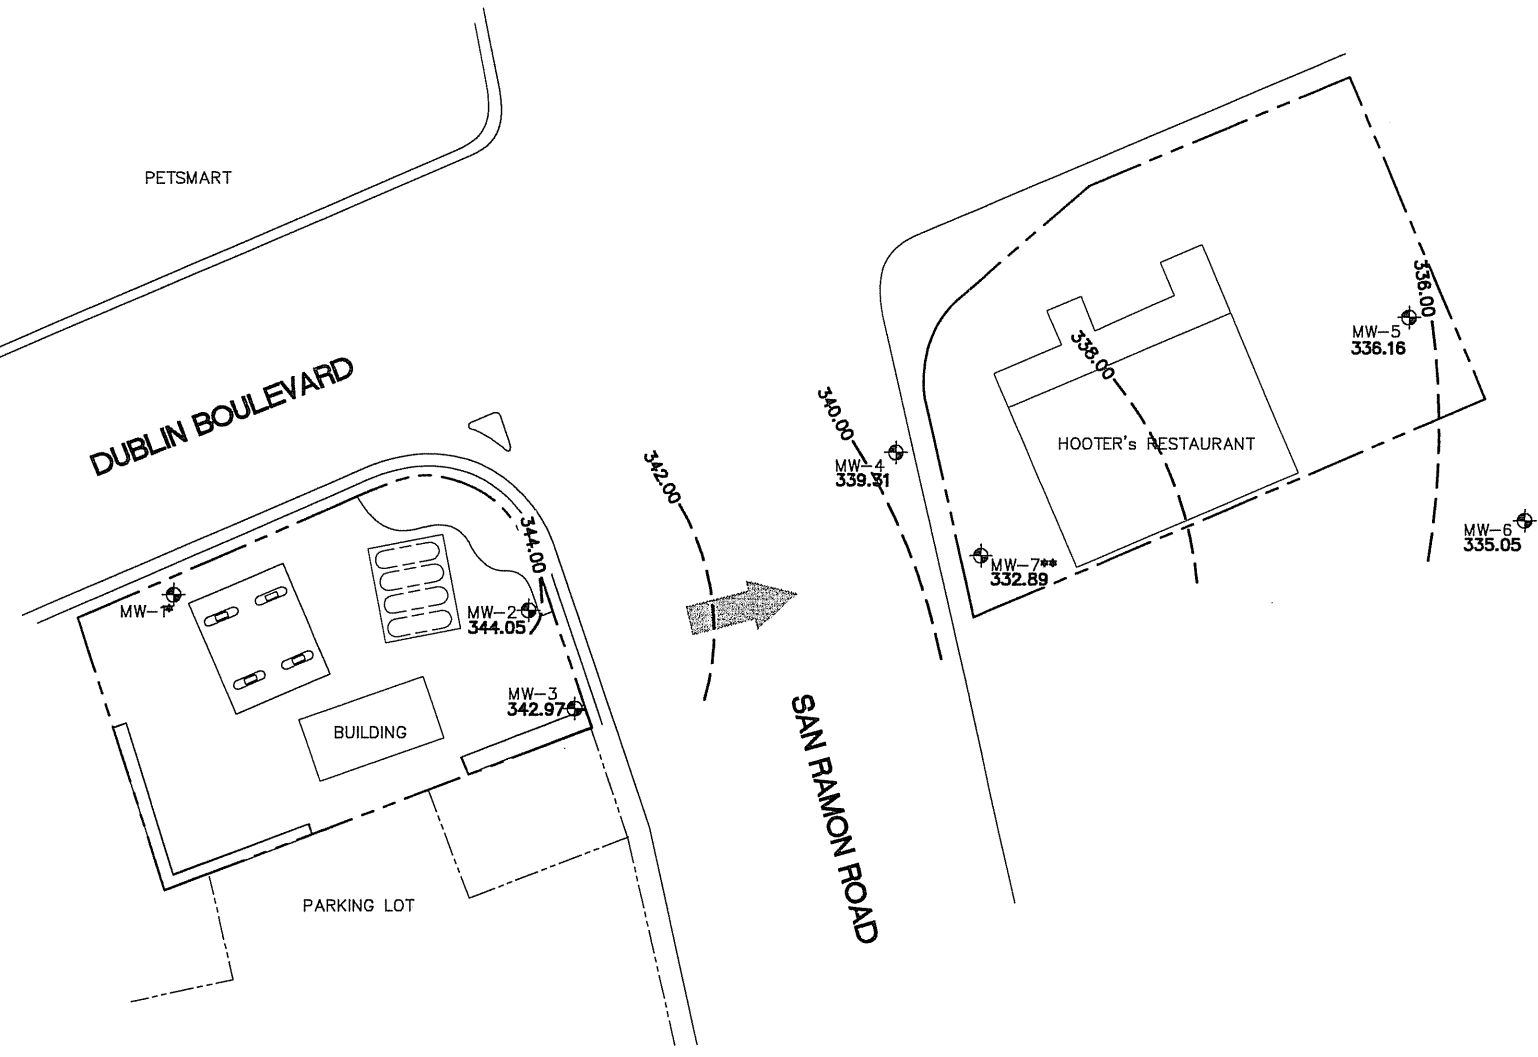 PETSMART
DUBLIN BOULEVARD
336.00
MW-5
336.16
338.00
340.00
HOOTER's RESTAURANT
342.00
MW-4
339.31
344.00
MW-6
335.05
MW-7**
332.89
MW-1*
MW-2
344.05
MW-3
342.97
BUILDING
SAN RAMON ROAD
PARKING LOT